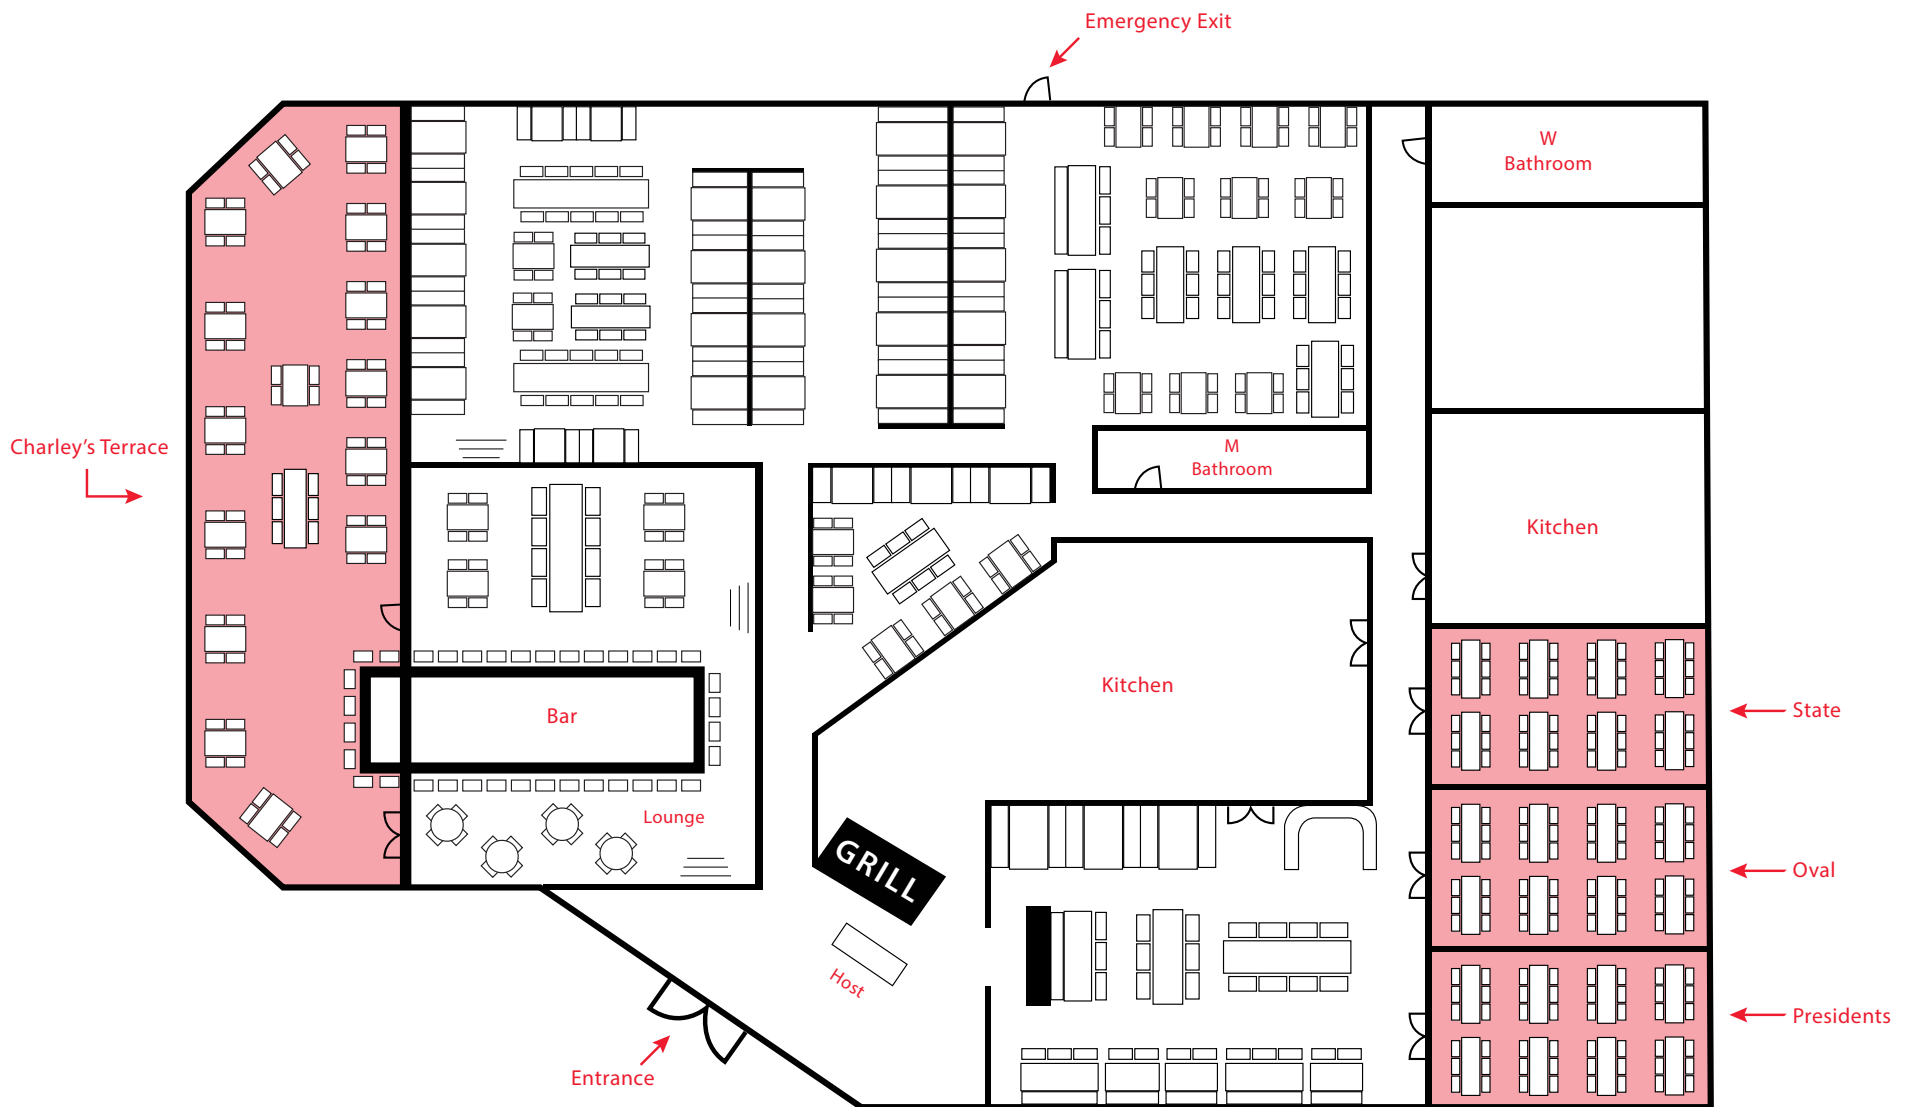 Emergency Exit
W
Bathroom
Charley's Terrace
M
Bathroom
Kitchen
Kitchen
Bar
State
Lounge
GRILL
Oval
Host
Presidents
Entrance